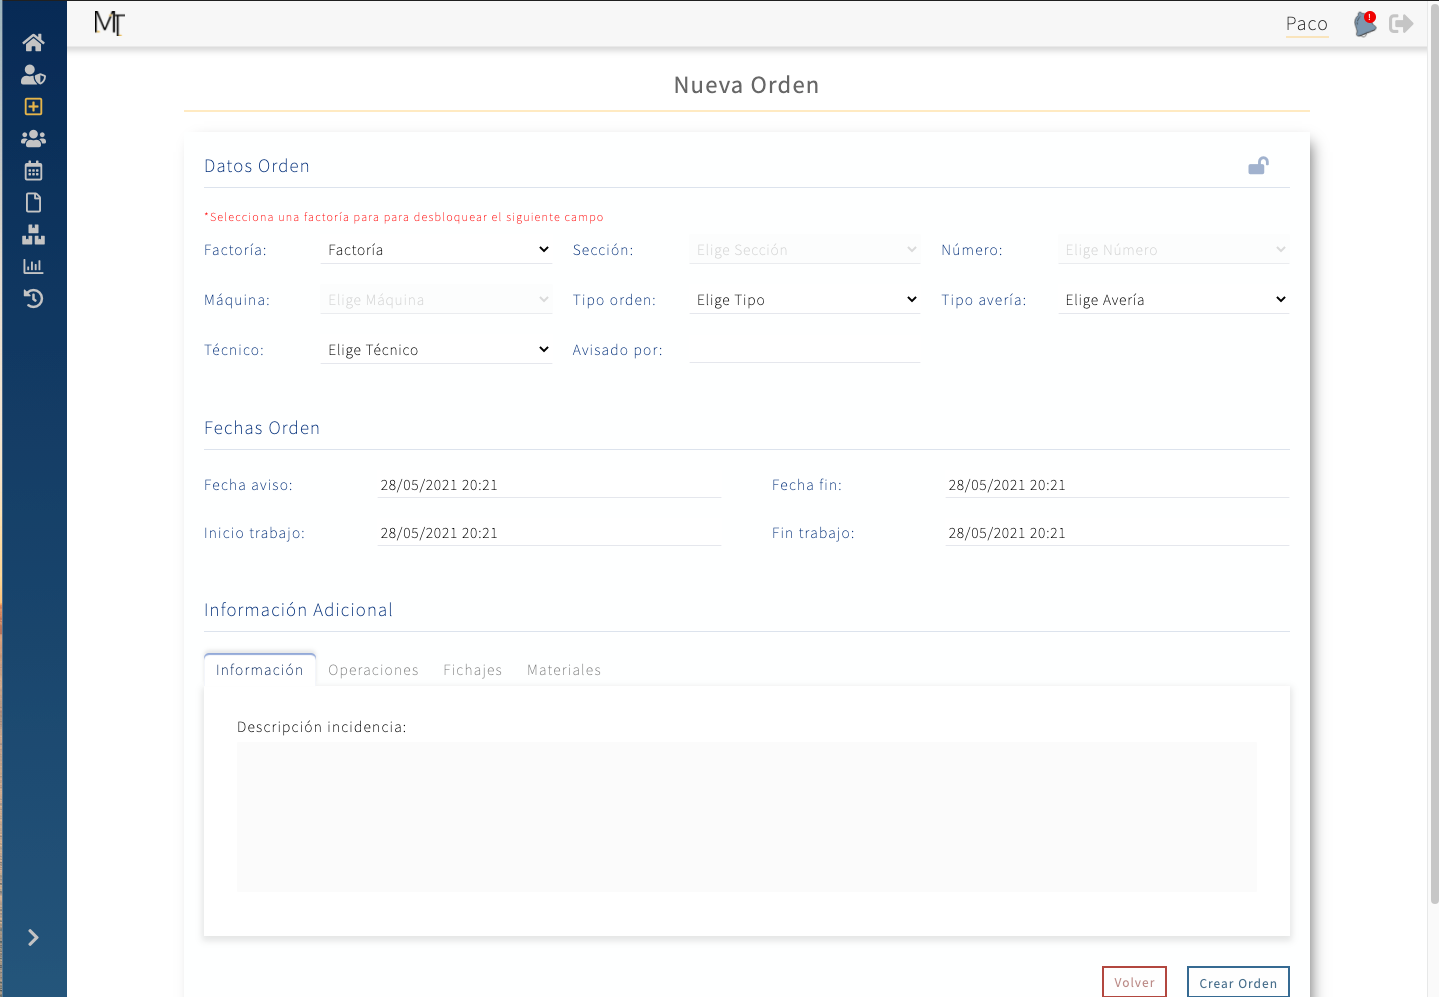 MT
Paco
!
Nueva Orden
Datos Orden
*Selecciona una factoría para para desbloquear el siguiente campo
Factoría: Factoría Sección: Elige Sección Número: Elige Número
Máquina: Elige Máquina Tipo orden: Elige Tipo Tipo avería: Elige Avería
Técnico: Elige Técnico Avisado por:
Fechas Orden
Fecha aviso: 28/05/2021 20:21 Fecha fin: 28/05/2021 20:21
Inicio trabajo: 28/05/2021 20:21 Fin trabajo: 28/05/2021 20:21
Información Adicional
Información Operaciones Fichajes Materiales
Descripción incidencia:
Volver Crear Orden